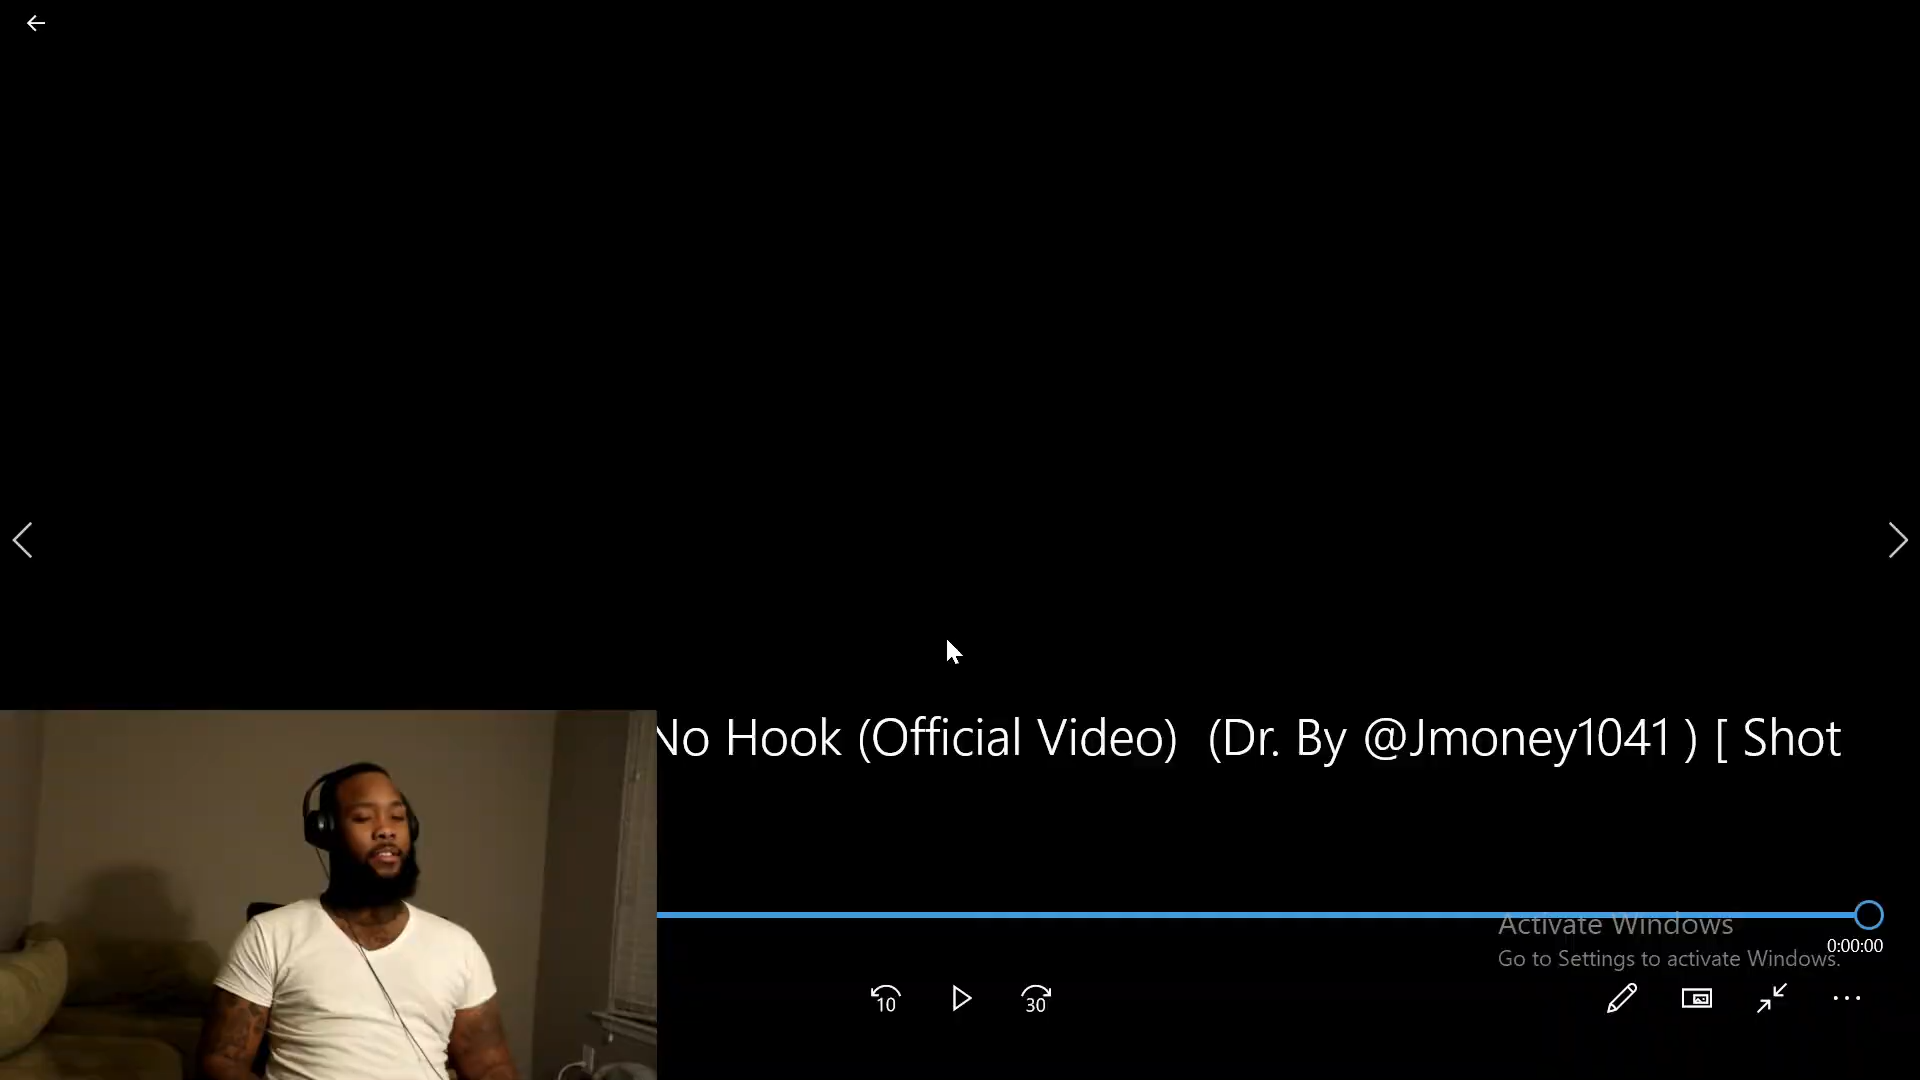 No Hook (Official Video)  (Dr. By @Jmoney1041 ) [ Shot
Activate Windows
0:00:00
Go to Settings to activate Windows.
10
30